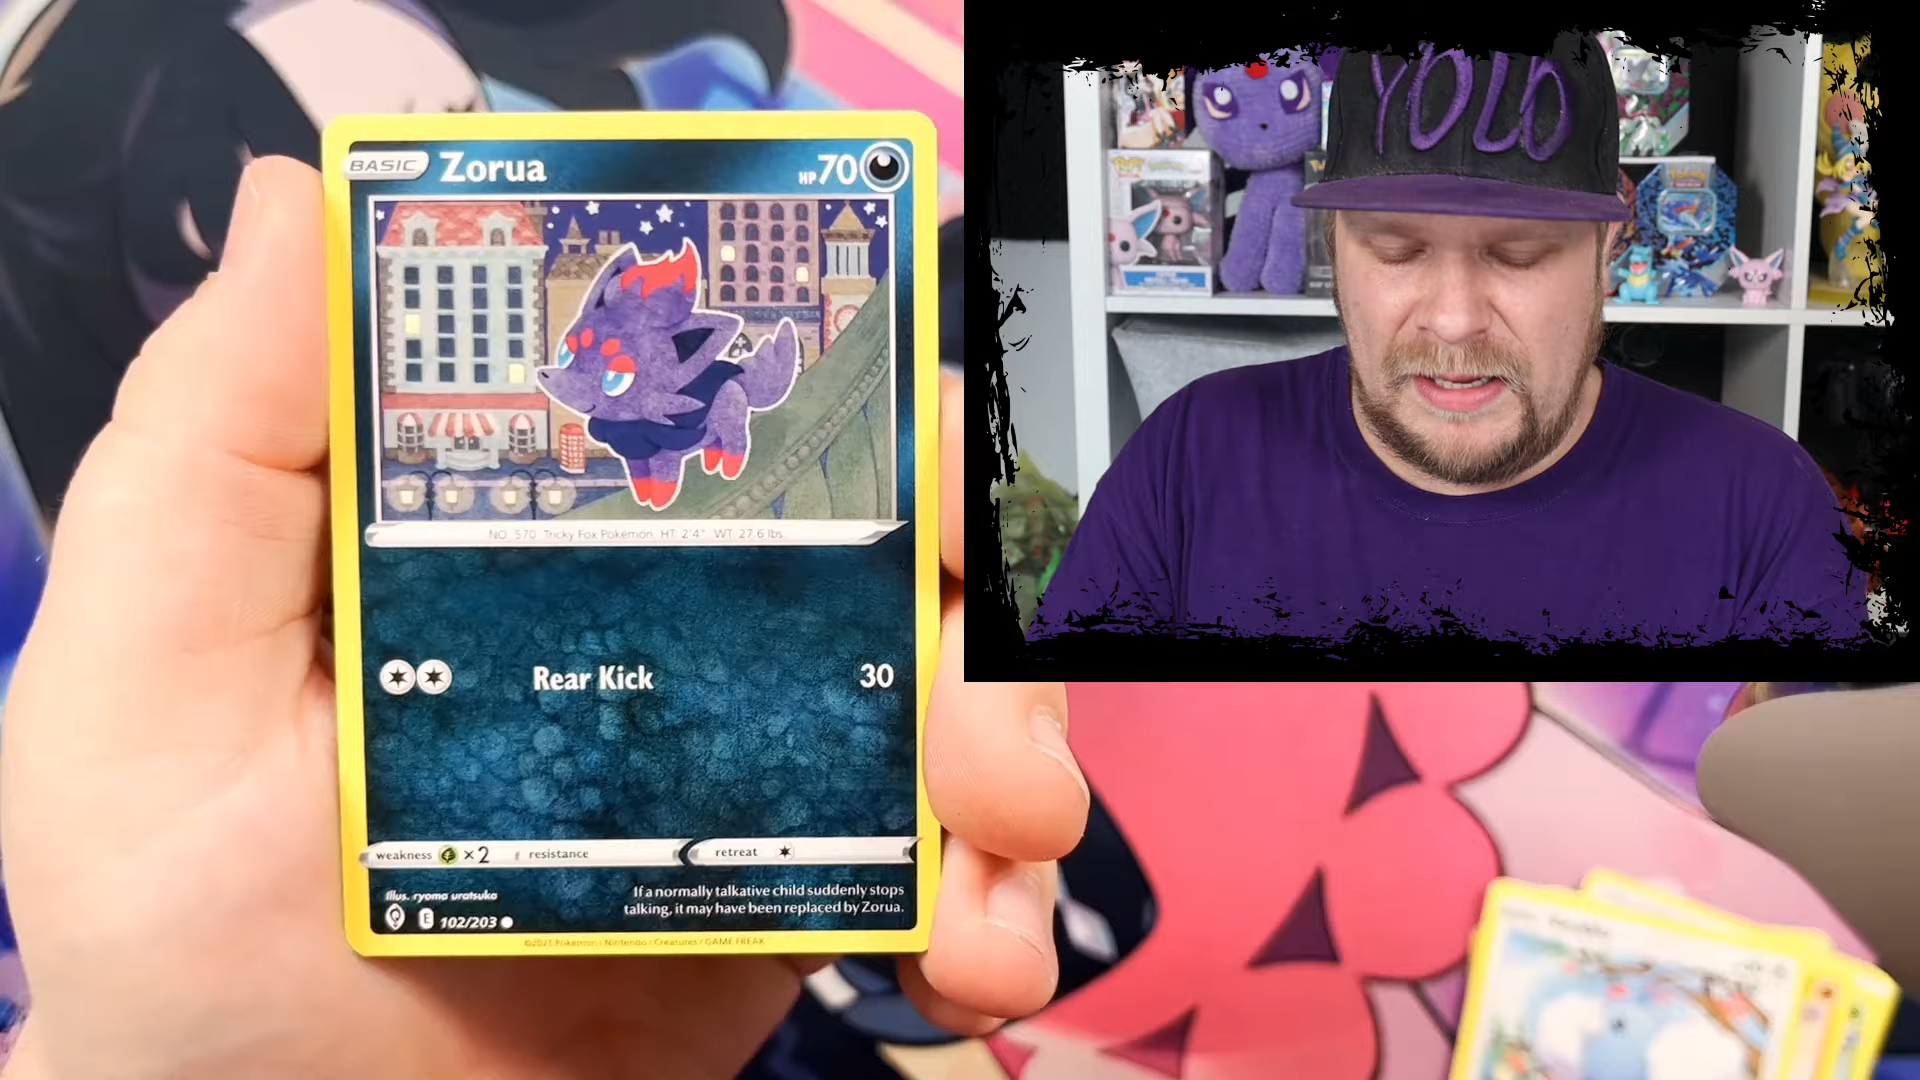 BASIC Zorua HP 70
NO. 570 Tricky Fox Pokémon HT: 2'4" WT: 27.6 lbs.
Rear Kick 30
weakness ×2 resistance retreat
Illus. ryoma uratsuka
If a normally talkative child suddenly stops
talking, it may have been replaced by Zorua.
E 102/203
©2021 Pokémon / Nintendo / Creatures / GAME FREAK
YOLO